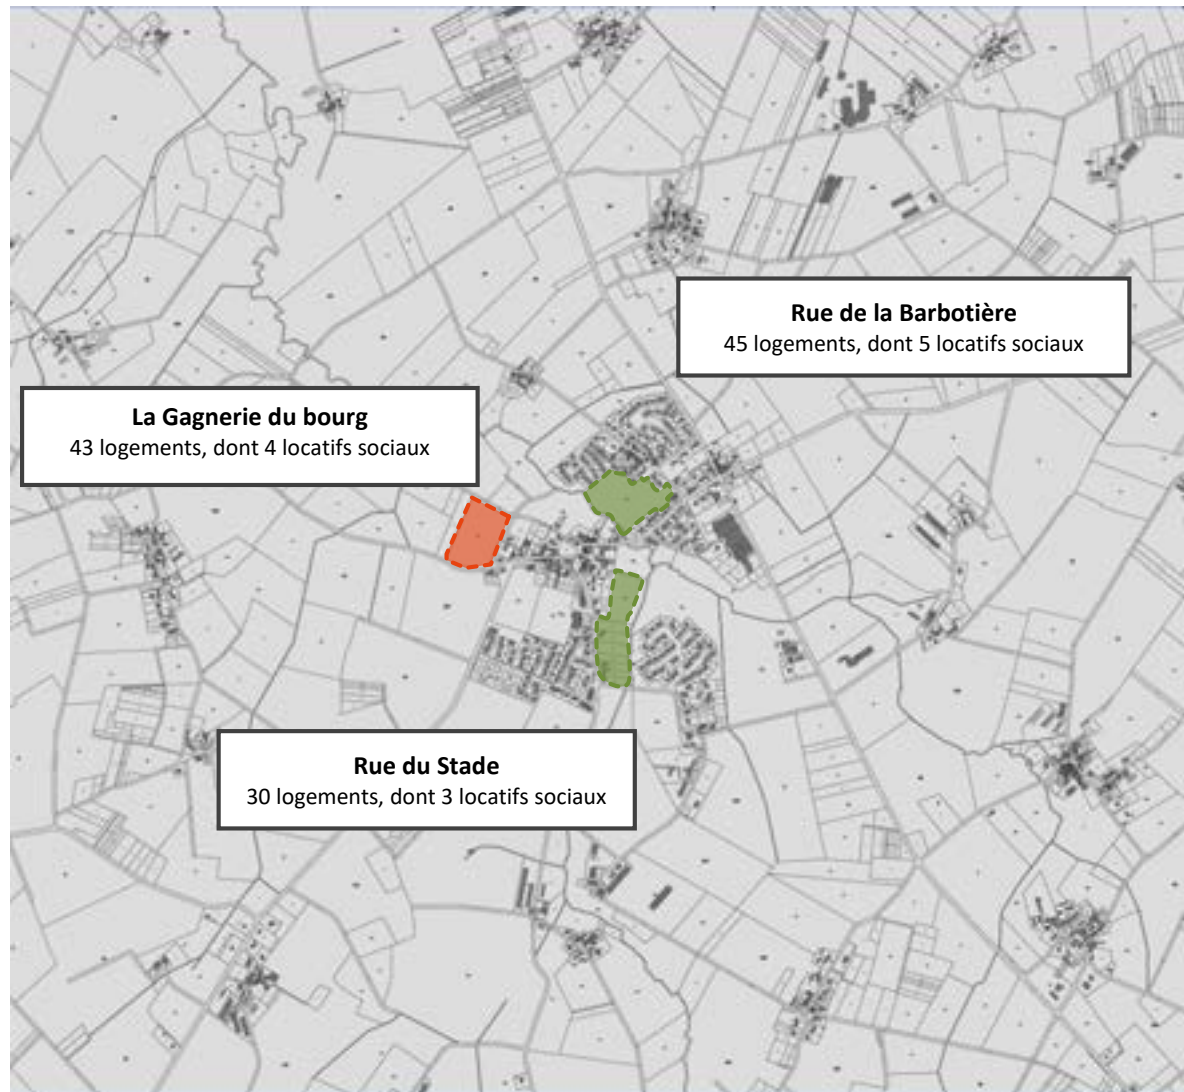 Rue de la Barbotière
45 logements, dont 5 locatifs sociaux
La Gagnerie du bourg
43 logements, dont 4 locatifs sociaux
Rue du Stade
30 logements, dont 3 locatifs sociaux